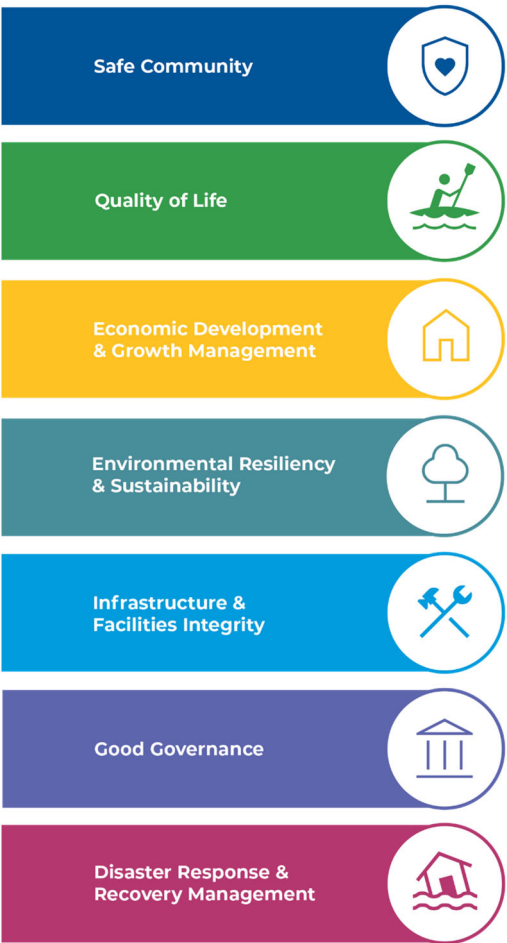 Safe Community
Quality of Life
Economic Development
& Growth Management
Environmental Resiliency
& Sustainability
Infrastructure &
Facilities Integrity
Good Governance
Disaster Response &
Recovery Management